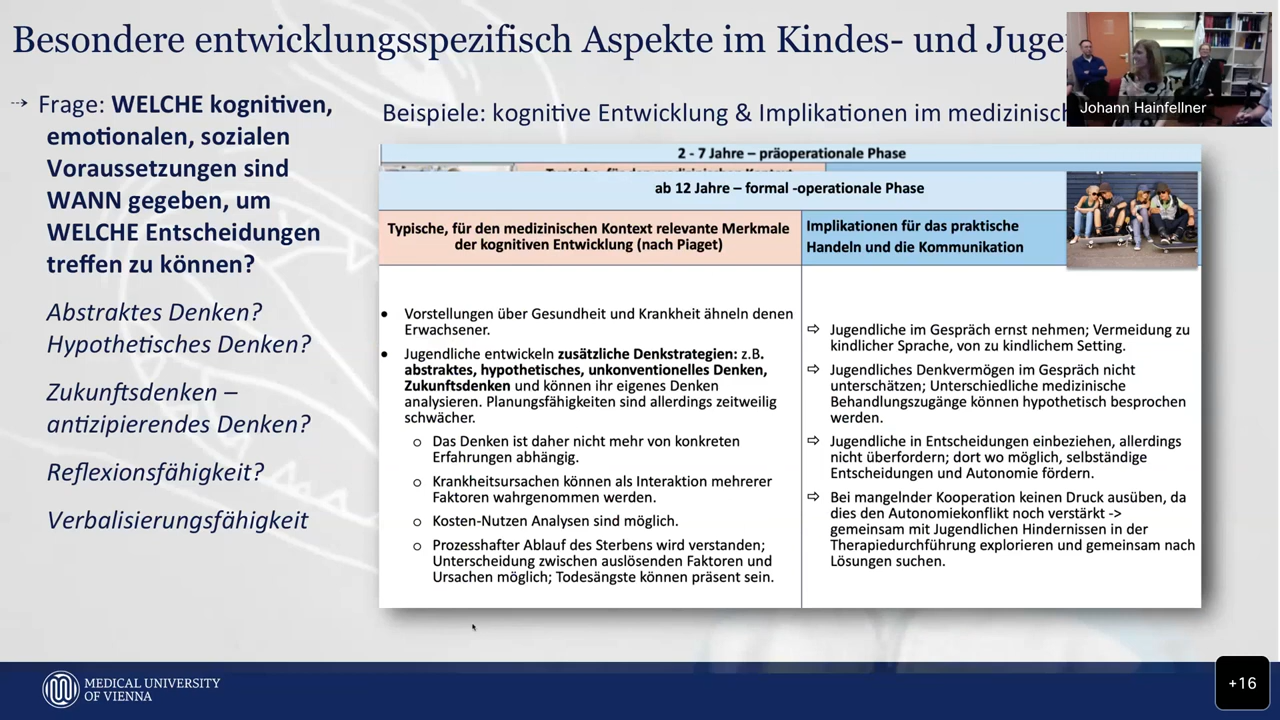 Besondere entwicklungsspezifisch Aspekte im Kindes- und Juge
Johann Hainfellner
⇢ Frage: WELCHE kognitiven,
emotionalen, sozialen
Voraussetzungen sind
WANN gegeben, um
WELCHE Entscheidungen
treffen zu können?
Abstraktes Denken?
Hypothetisches Denken?
Zukunftsdenken –
antizipierendes Denken?
Reflexionsfähigkeit?
Verbalisierungsfähigkeit
Beispiele: kognitive Entwicklung & Implikationen im medizinisch
2 - 7 Jahre – präoperationale Phase
ab 12 Jahre – formal -operationale Phase
Typische, für den medizinischen Kontext relevante Merkmale
der kognitiven Entwicklung (nach Piaget)
• Vorstellungen über Gesundheit und Krankheit ähneln denen
Erwachsener.
• Jugendliche entwickeln zusätzliche Denkstrategien: z.B.
abstraktes, hypothetisches, unkonventionelles Denken,
Zukunftsdenken und können ihr eigenes Denken
analysieren. Planungsfähigkeiten sind allerdings zeitweilig
schwächer.
o Das Denken ist daher nicht mehr von konkreten
Erfahrungen abhängig.
o Krankheitsursachen können als Interaktion mehrerer
Faktoren wahrgenommen werden.
o Kosten-Nutzen Analysen sind möglich.
o Prozesshafter Ablauf des Sterbens wird verstanden;
Unterscheidung zwischen auslösenden Faktoren und
Ursachen möglich; Todesängste können präsent sein.
Implikationen für das praktische
Handeln und die Kommunikation
⇨ Jugendliche im Gespräch ernst nehmen; Vermeidung zu
kindlicher Sprache, von zu kindlichem Setting.
⇨ Jugendliches Denkvermögen im Gespräch nicht
unterschätzen; Unterschiedliche medizinische
Behandlungszugänge können hypothetisch besprochen
werden.
⇨ Jugendliche in Entscheidungen einbeziehen, allerdings
nicht überfordern; dort wo möglich, selbständige
Entscheidungen und Autonomie fördern.
⇨ Bei mangelnder Kooperation keinen Druck ausüben, da
dies den Autonomiekonflikt noch verstärkt ->
gemeinsam mit Jugendlichen Hindernissen in der
Therapiedurchführung explorieren und gemeinsam nach
Lösungen suchen.
MEDICAL UNIVERSITY
OF VIENNA
+16